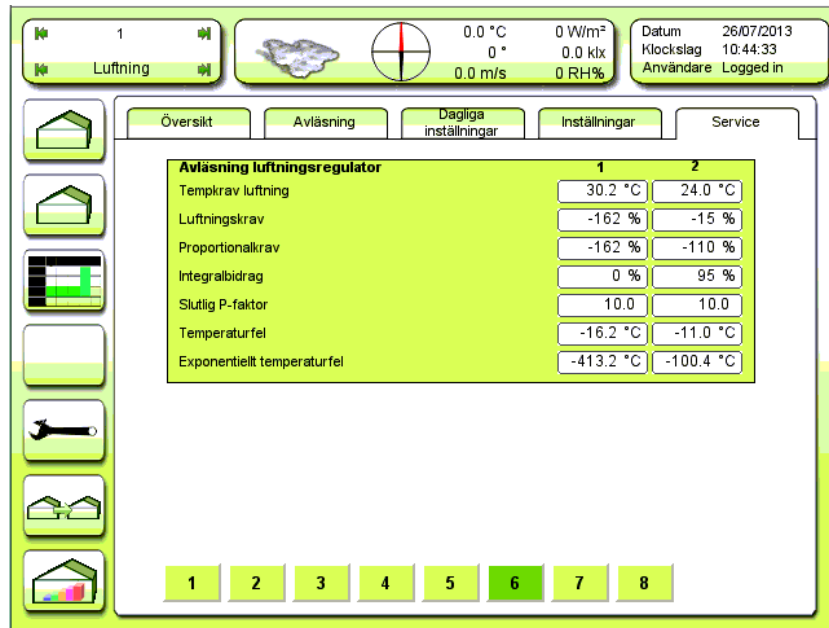 1
Luftning
0.0 °C
0 °
0.0 m/s
0 W/m²
0.0 klx
0 RH%
Datum 26/07/2013
Klockslag 10:44:33
Användare Logged in
Översikt
Avläsning
Dagliga
inställningar
Inställningar
Service
Avläsning luftningsregulator 1 2
Tempkrav luftning 30.2 °C 24.0 °C
Luftningskrav -162 % -15 %
Proportionalkrav -162 % -110 %
Integralbidrag 0 % 95 %
Slutlig P-faktor 10.0 10.0
Temperaturfel -16.2 °C -11.0 °C
Exponentiellt temperaturfel -413.2 °C -100.4 °C
1 2 3 4 5 6 7 8